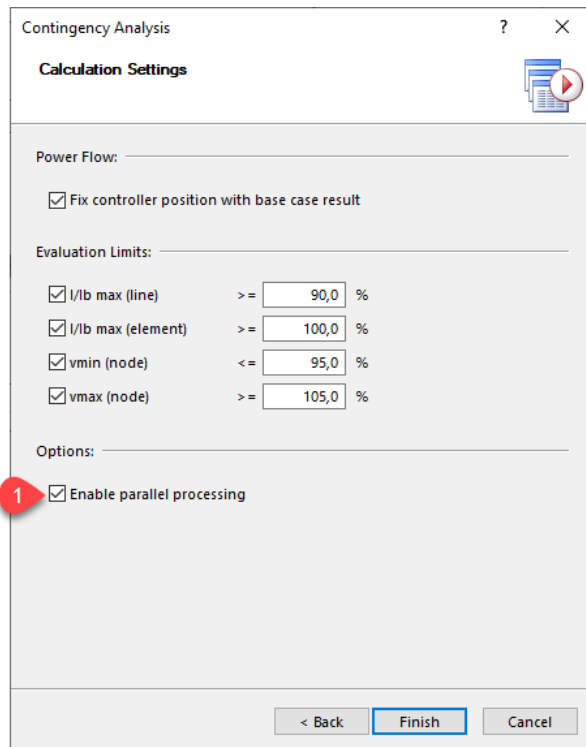 Contingency Analysis ?
Calculation Settings
Power Flow:
Fix controller position with base case result
Evaluation Limits:
I/Ib max (line) >= 90,0 %
I/Ib max (element) >= 100,0 %
vmin (node) <= 95,0 %
vmax (node) >= 105,0 %
Options:
1 Enable parallel processing
< Back Finish Cancel